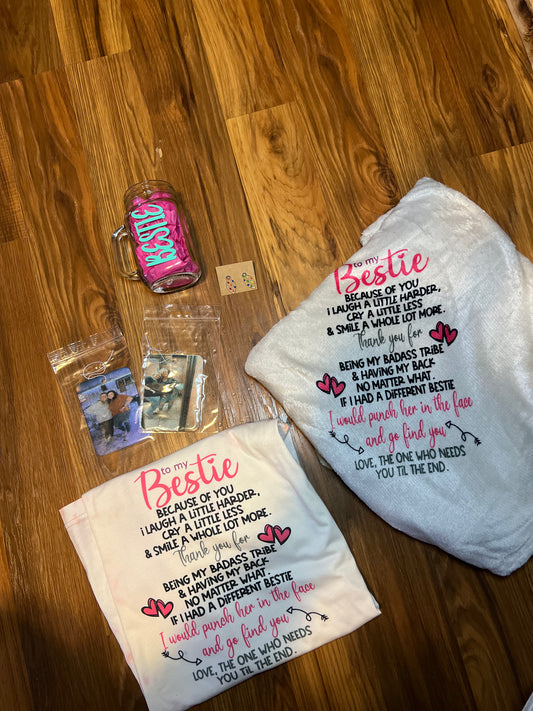 to my
Bestie
BECAUSE OF YOU
I LAUGH A LITTLE HARDER,
CRY A LITTLE LESS
& SMILE A WHOLE LOT MORE.
Thank you for
BEING MY BADASS TRIBE
& HAVING MY BACK
NO MATTER WHAT.
IF I HAD A DIFFERENT BESTIE
I would punch her in the face
and go find you
LOVE, THE ONE WHO NEEDS
YOU TIL THE END.
to my
Bestie
BECAUSE OF YOU
I LAUGH A LITTLE HARDER,
CRY A LITTLE LESS
& SMILE A WHOLE LOT MORE.
Thank you for
BEING MY BADASS TRIBE
& HAVING MY BACK
NO MATTER WHAT.
IF I HAD A DIFFERENT BESTIE
I would punch her in the face
and go find you
LOVE, THE ONE WHO NEEDS
YOU TIL THE END.